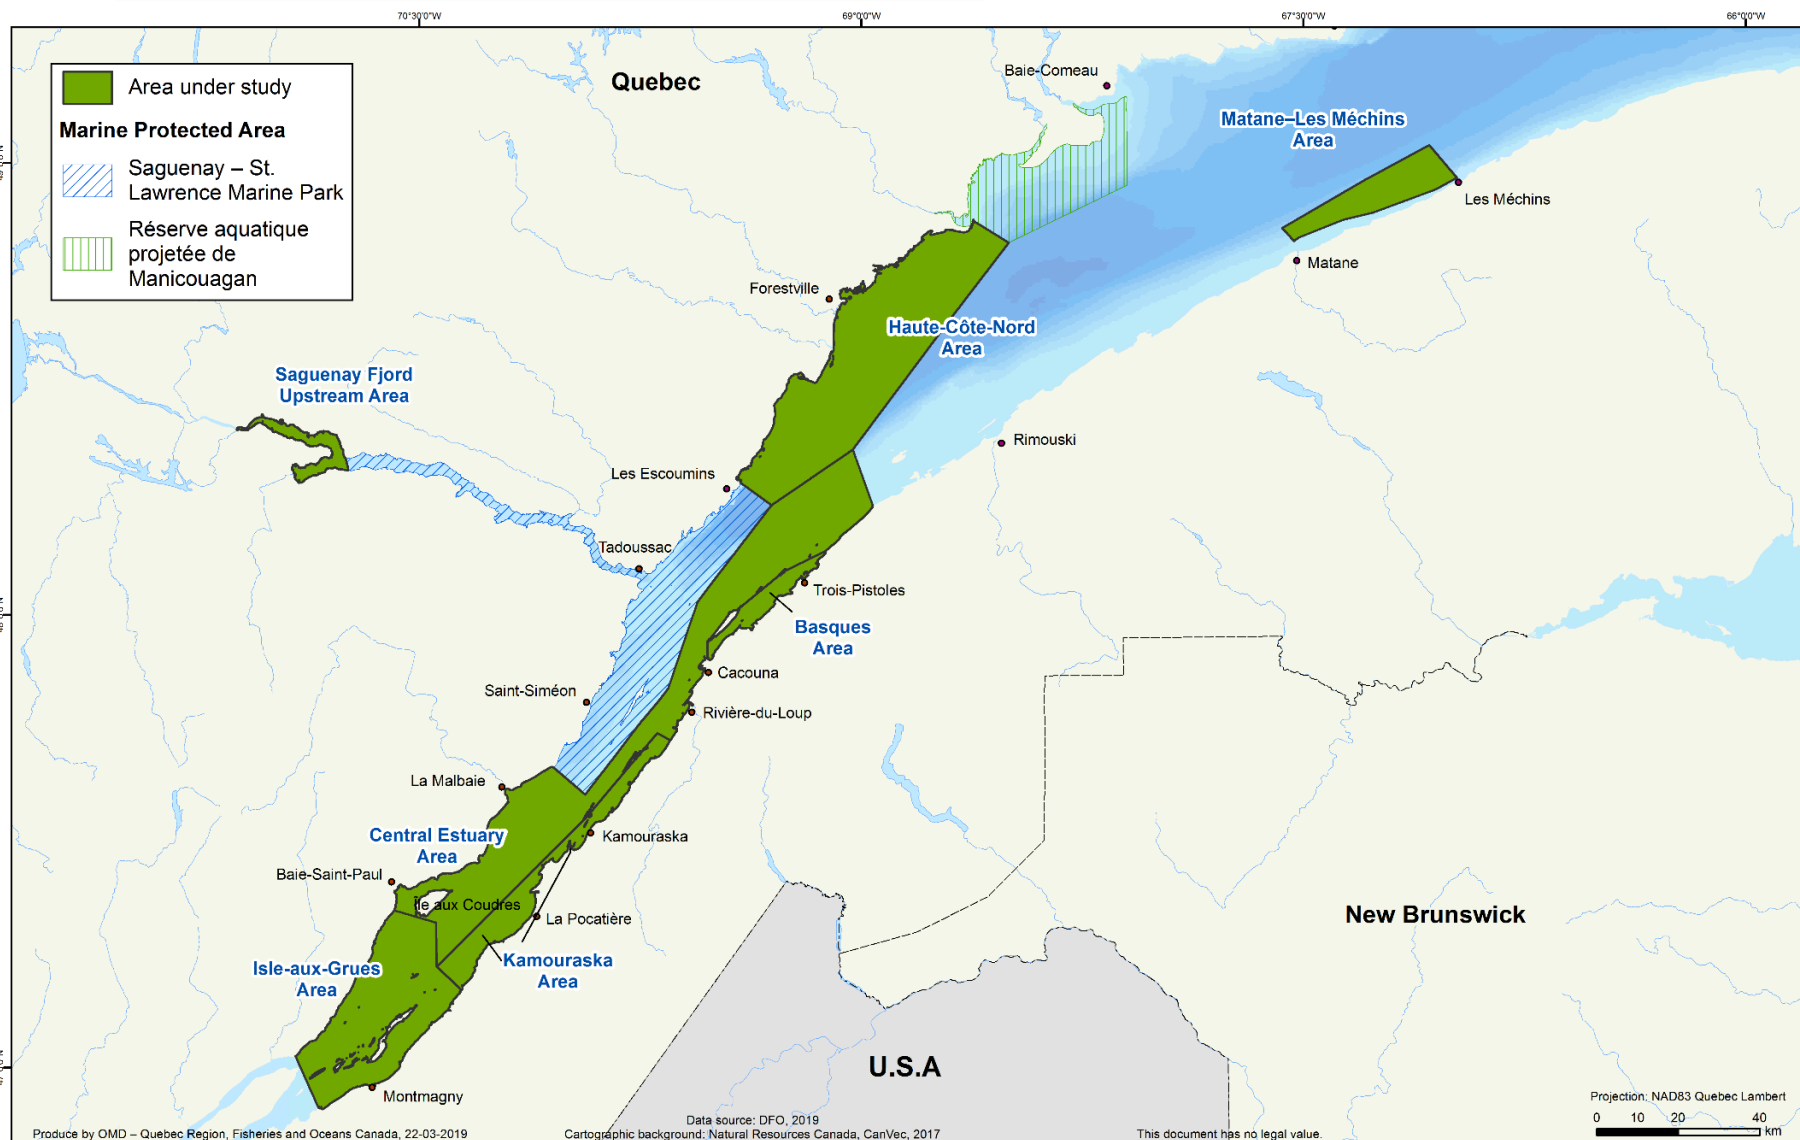 70°30'0"W
69°0'0"W
67°30'0"W
66°0'0"W
Area under study
Marine Protected Area
Saguenay – St.
Lawrence Marine Park
Réserve aquatique
projetée de
Manicouagan
Quebec
Baie-Comeau
Matane–Les Méchins
Area
Les Méchins
Matane
Forestville
Haute-Côte-Nord
Area
Saguenay Fjord
Upstream Area
Rimouski
Les Escoumins
Tadoussac
Trois-Pistoles
Basques
Area
Cacouna
Saint-Siméon
Rivière-du-Loup
La Malbaie
Central Estuary
Area
Kamouraska
Baie-Saint-Paul
Île aux Coudres
La Pocatière
Kamouraska
Area
Isle-aux-Grues
Area
New Brunswick
U.S.A
Montmagny
Projection: NAD83 Quebec Lambert
0 10 20 40
km
Data source: DFO, 2019
Produce by OMD – Quebec Region, Fisheries and Oceans Canada, 22-03-2019
Cartographic background: Natural Resources Canada, CanVec, 2017
This document has no legal value.